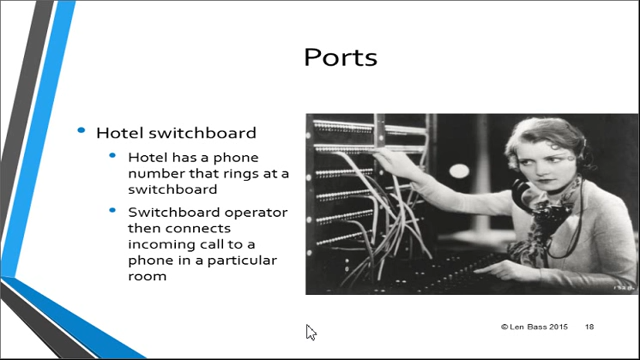 Ports
Hotel switchboard
Hotel has a phone
number that rings at a
switchboard
Switchboard operator
then connects
incoming call to a
phone in a particular
room
© Len Bass 2015 18